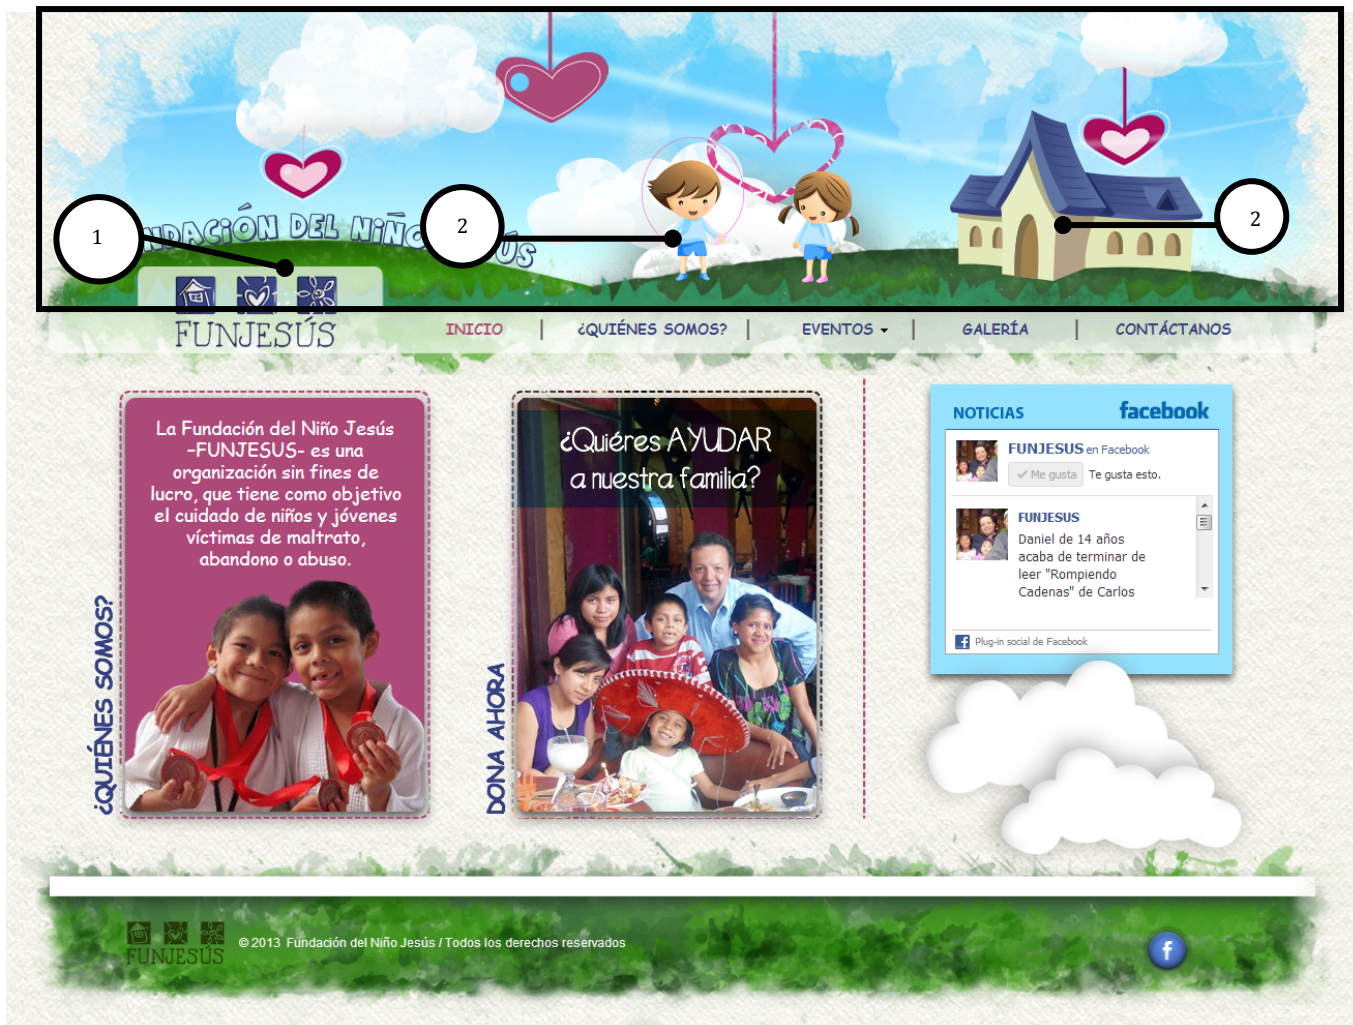 1
2
2
NDACIÓN DEL NIÑO
ÚS
FUNJESÚS
INICIO | ¿QUIÉNES SOMOS? | EVENTOS | GALERÍA | CONTÁCTANOS
¿QUIÉNES SOMOS?
La Fundación del Niño Jesús
–FUNJESUS- es una
organización sin fines de
lucro, que tiene como objetivo
el cuidado de niños y jóvenes
víctimas de maltrato,
abandono o abuso.
DONA AHORA
¿Quiéres AYUDAR
a nuestra familia?
NOTICIAS facebook
FUNJESUS en Facebook
Me gusta Te gusta esto.
FUNJESUS
Daniel de 14 años
acaba de terminar de
leer "Rompiendo
Cadenas" de Carlos
Plug-in social de Facebook
FUNJESÚS
© 2013 Fundación del Niño Jesús / Todos los derechos reservados